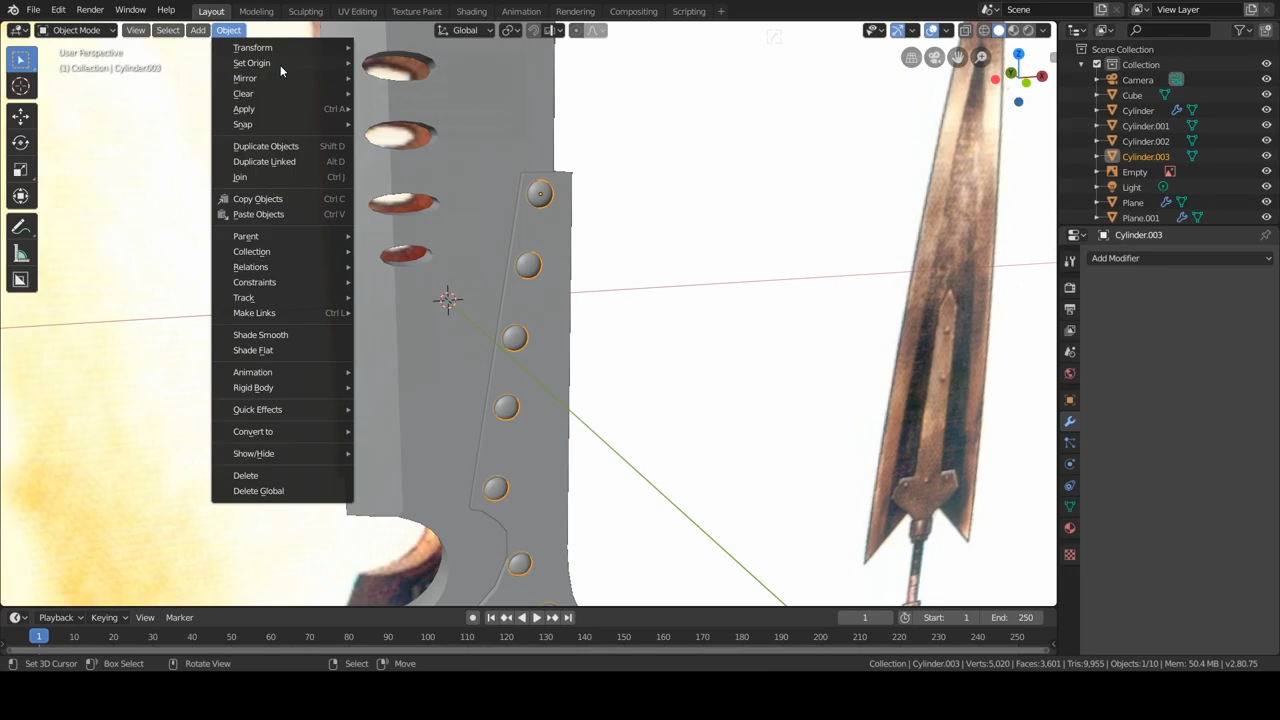 File Edit Render Window Help Layout Modeling Sculpting UV Editing Texture Paint Shading Animation Rendering Compositing Scripting Scene View Layer
Object Mode View Select Add Object Global
User Perspective
(1) Collection | Cylinder.003
Transform
Set Origin
Mirror
Clear
Apply Ctrl A
Snap
Duplicate Objects Shift D
Duplicate Linked Alt D
Join Ctrl J
Copy Objects Ctrl C
Paste Objects Ctrl V
Parent
Collection
Relations
Constraints
Track
Make Links Ctrl L
Shade Smooth
Shade Flat
Animation
Rigid Body
Quick Effects
Convert to
Show/Hide
Delete
Delete Global
Z
Y
X
Scene Collection
Collection
Camera
Cube
Cylinder
Cylinder.001
Cylinder.002
Cylinder.003
Empty
Light
Plane
Plane.001
Cylinder.003
Add Modifier
Playback Keying View Marker 1 Start: 1 End: 250
1 10 20 30 40 50 60 70 80 90 100 110 120 130 140 150 160 170 180 190 200 210 220 230 240 250
Set 3D Cursor Box Select Rotate View Select Move Collection | Cylinder.003 | Verts:5,020 | Faces:3,601 | Tris:9,955 | Objects:1/10 | Mem: 50.4 MB | v2.80.75